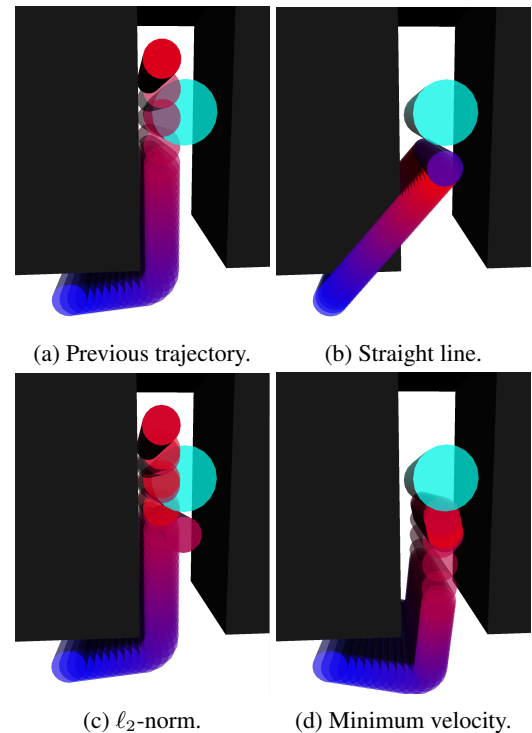 (a) Previous trajectory.
(b) Straight line.
(c) ℓ₂-norm.
(d) Minimum velocity.